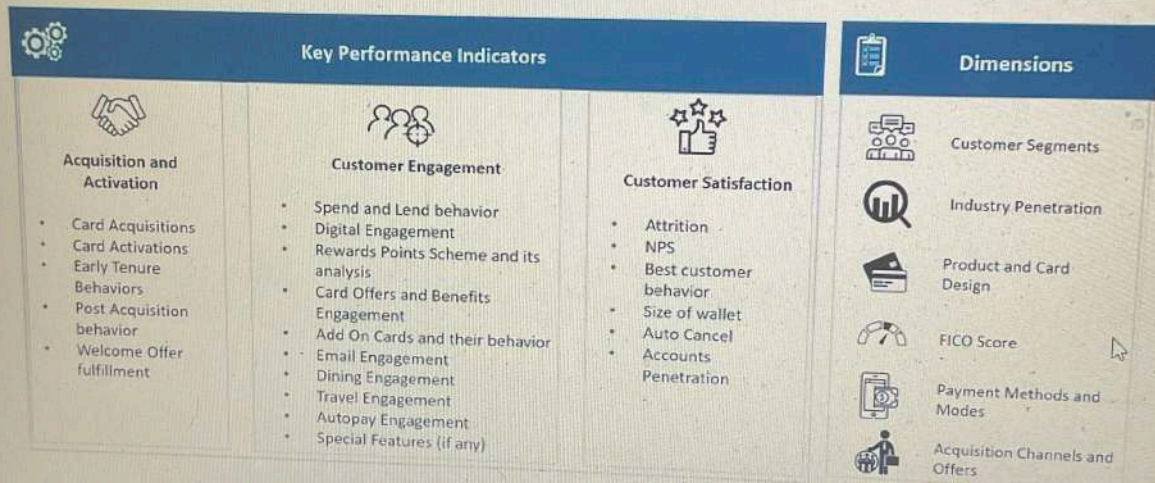 Key Performance Indicators
Acquisition and
Activation
• Card Acquisitions
• Card Activations
• Early Tenure
Behaviors
• Post Acquisition
behavior
• Welcome Offer
fulfillment
Customer Engagement
• Spend and Lend behavior
• Digital Engagement
• Rewards Points Scheme and its
analysis
• Card Offers and Benefits
Engagement
• Add On Cards and their behavior
• Email Engagement
• Dining Engagement
• Travel Engagement
• Autopay Engagement
• Special Features (if any)
Customer Satisfaction
• Attrition
• NPS
• Best customer
behavior
• Size of wallet
• Auto Cancel
• Accounts
Penetration
Dimensions
Customer Segments
Industry Penetration
Product and Card
Design
FICO Score
Payment Methods and
Modes
Acquisition Channels and
Offers